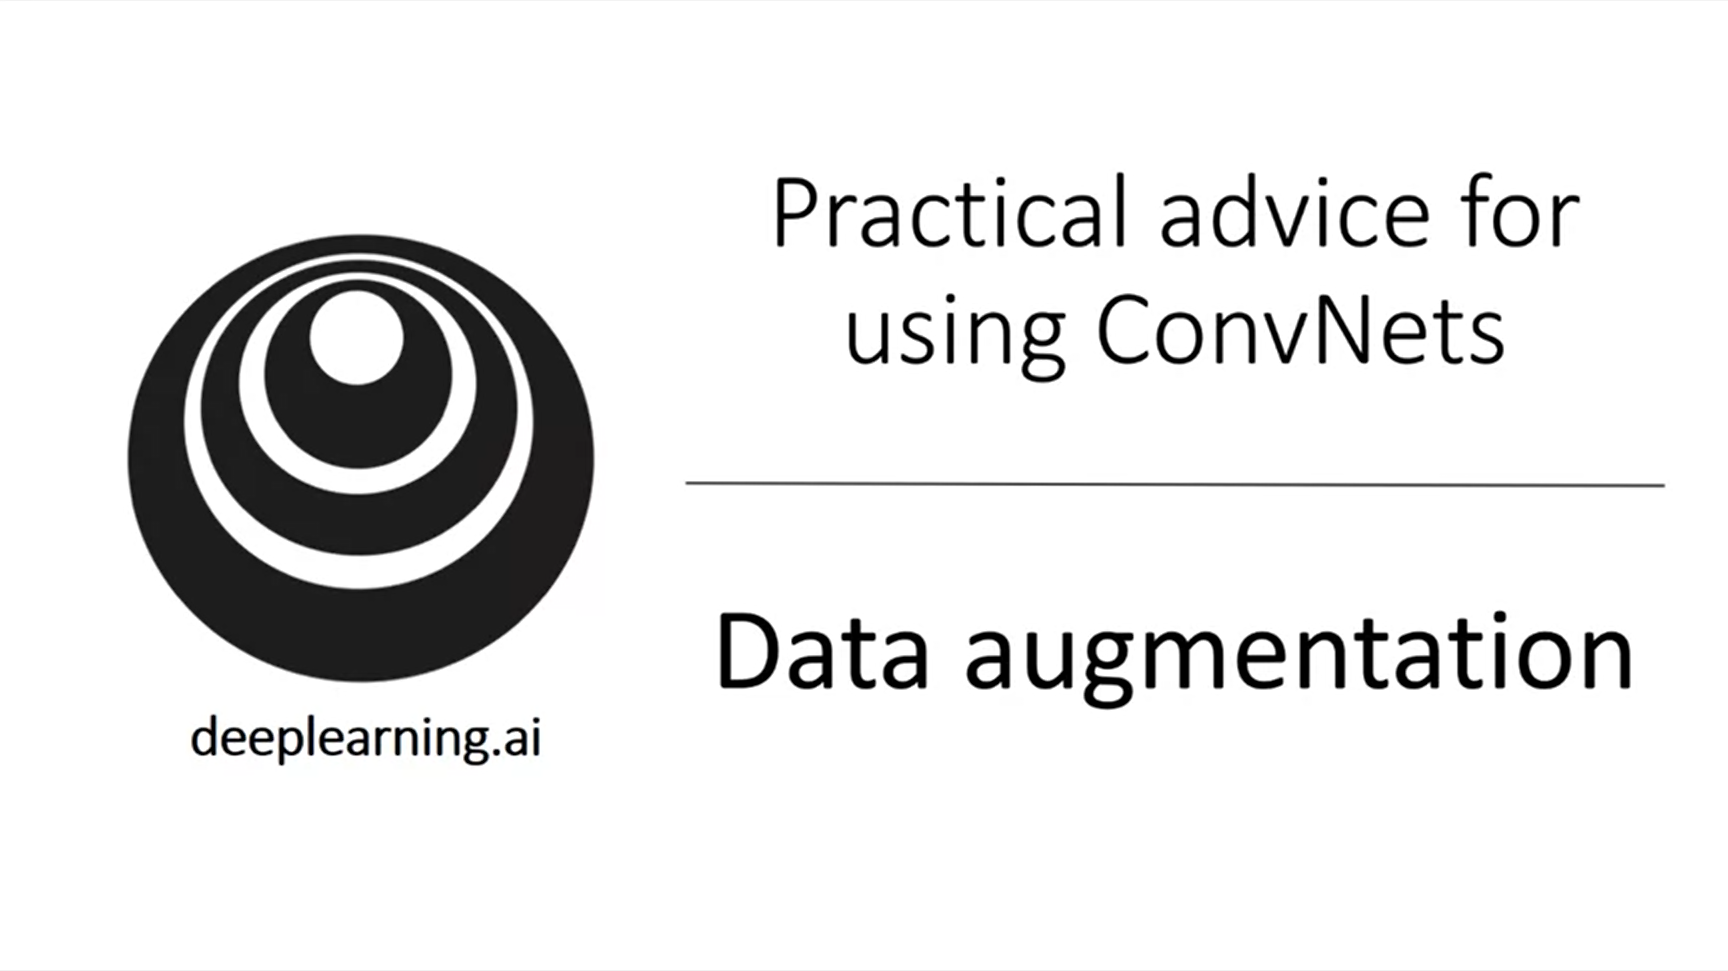 Practical advice for
using ConvNets
Data augmentation
deeplearning.ai